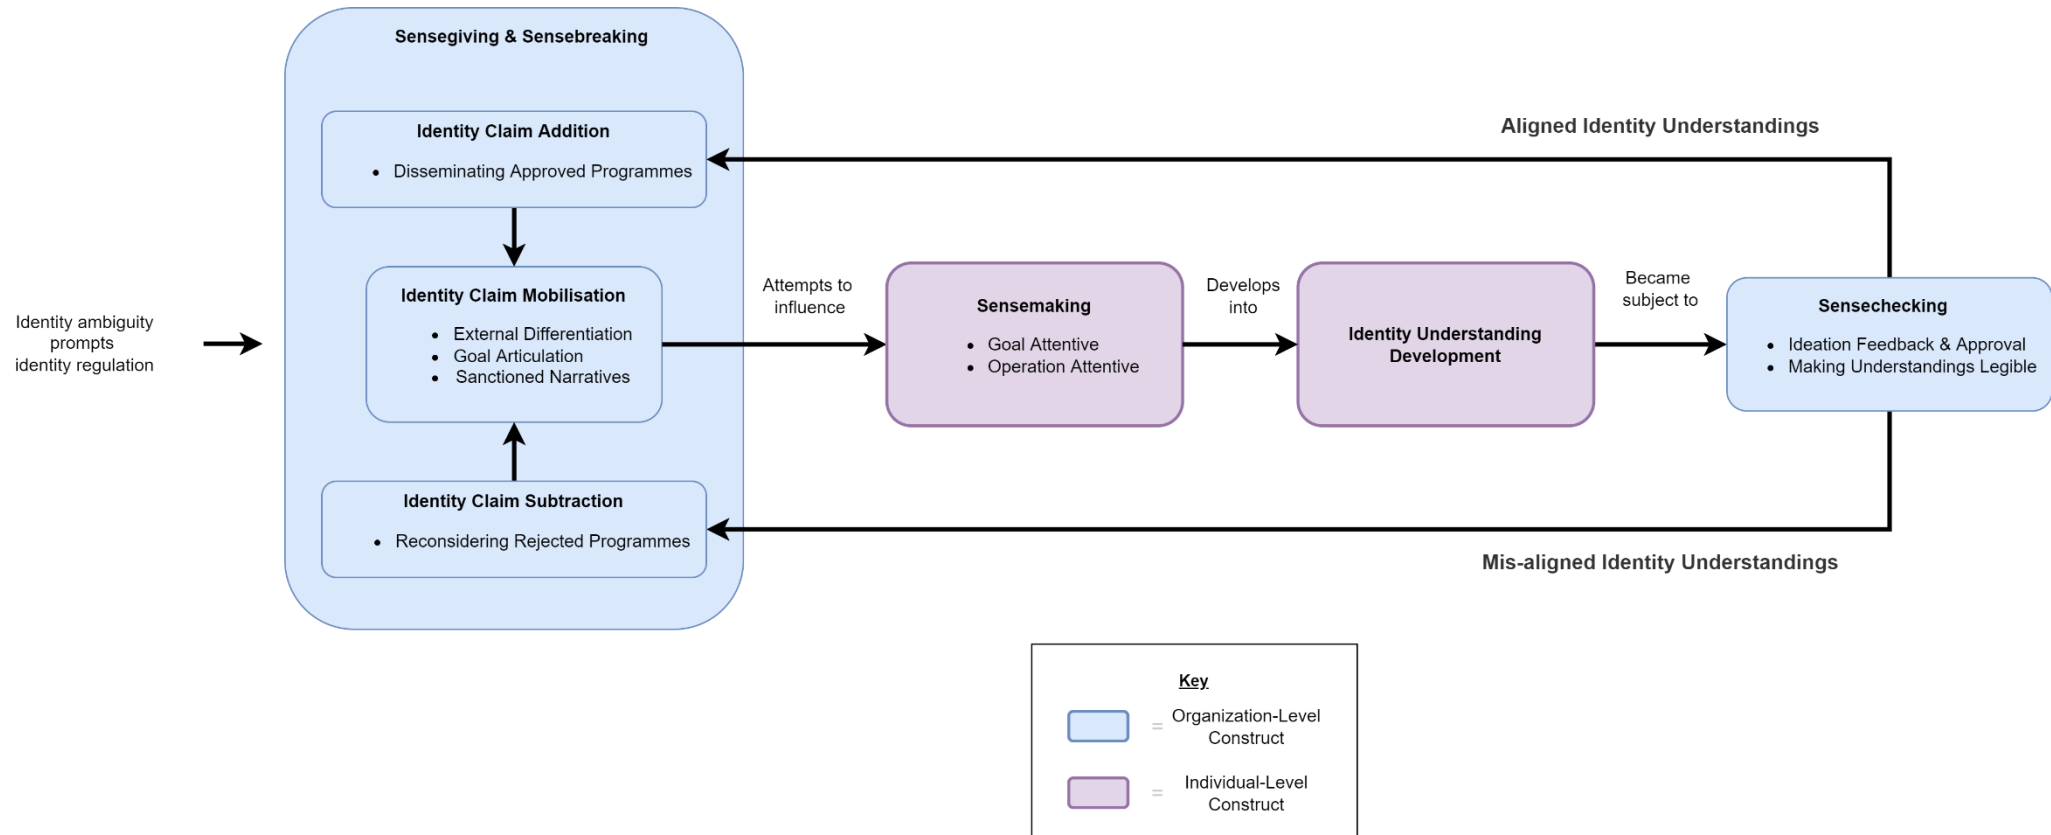 Sensegiving & Sensebreaking
Identity Claim Addition
• Disseminating Approved Programmes
Aligned Identity Understandings
Identity ambiguity
prompts
identity regulation
Identity Claim Mobilisation
• External Differentiation
• Goal Articulation
• Sanctioned Narratives
Attempts to
influence
Sensemaking
• Goal Attentive
• Operation Attentive
Develops
into
Identity Understanding
Development
Became
subject to
Sensechecking
• Ideation Feedback & Approval
• Making Understandings Legible
Identity Claim Subtraction
• Reconsidering Rejected Programmes
Mis-aligned Identity Understandings
Key
= Organization-Level
Construct
= Individual-Level
Construct